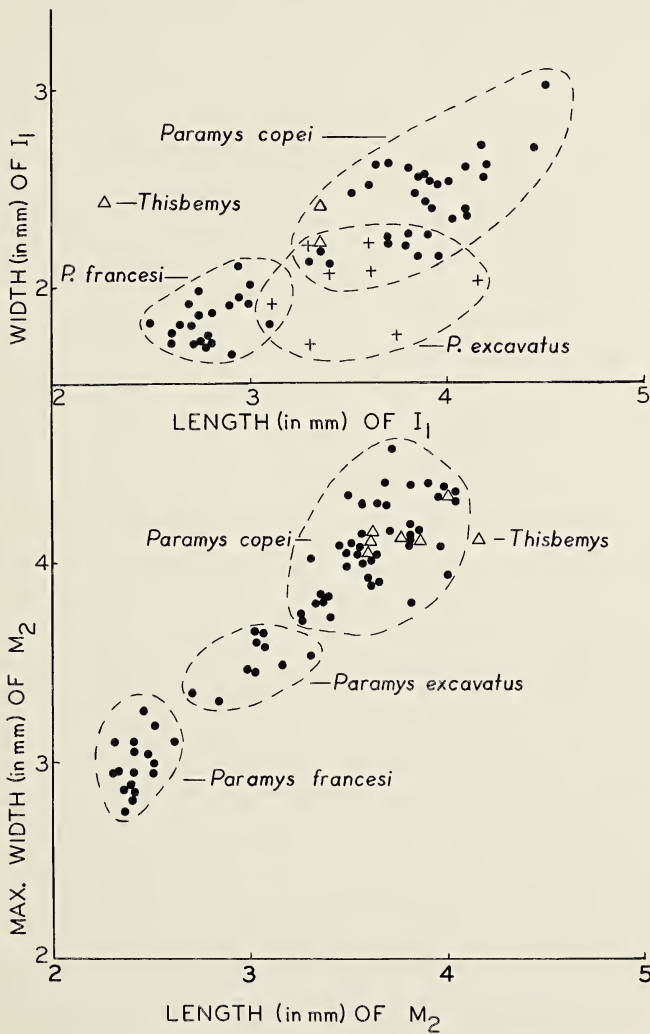 3
WIDTH (in mm) OF I₁
2
Paramys copei
△—Thisbemys
P. francesi
P. excavatus
2 3 4 5
LENGTH (in mm) OF I₁
MAX. WIDTH (in mm) OF M₂
4
3
2
Paramys copei
△-Thisbemys
Paramys excavatus
Paramys francesi
2 3 4 5
LENGTH (in mm) OF M₂